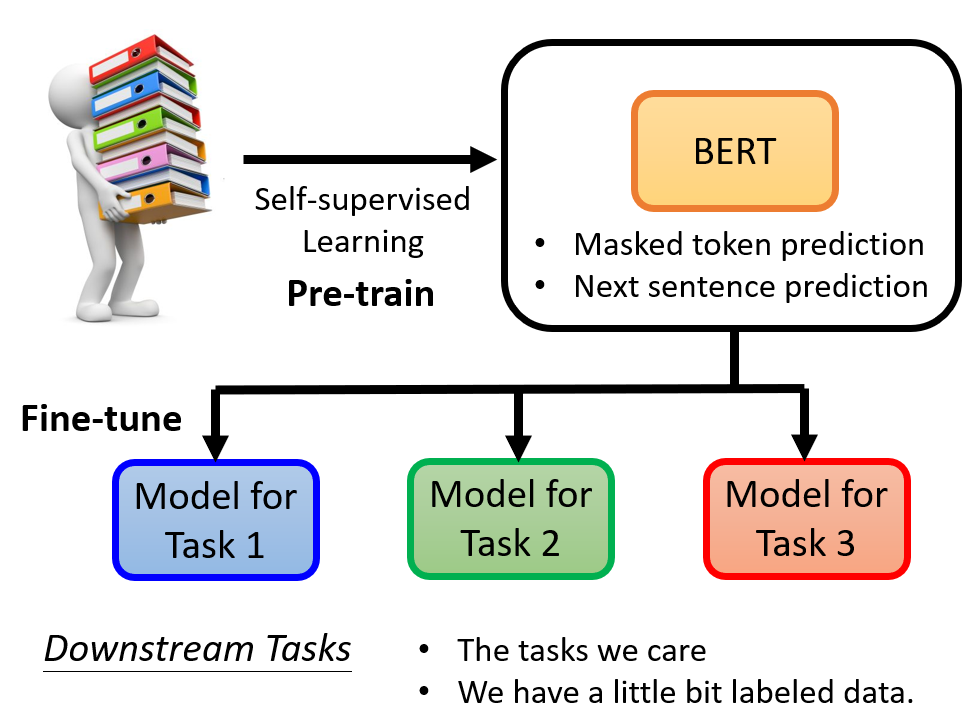 BERT
Self-supervised
Learning
Pre-train
• Masked token prediction
• Next sentence prediction
Fine-tune
Model for
Task 1
Model for
Task 2
Model for
Task 3
Downstream Tasks
• The tasks we care
• We have a little bit labeled data.